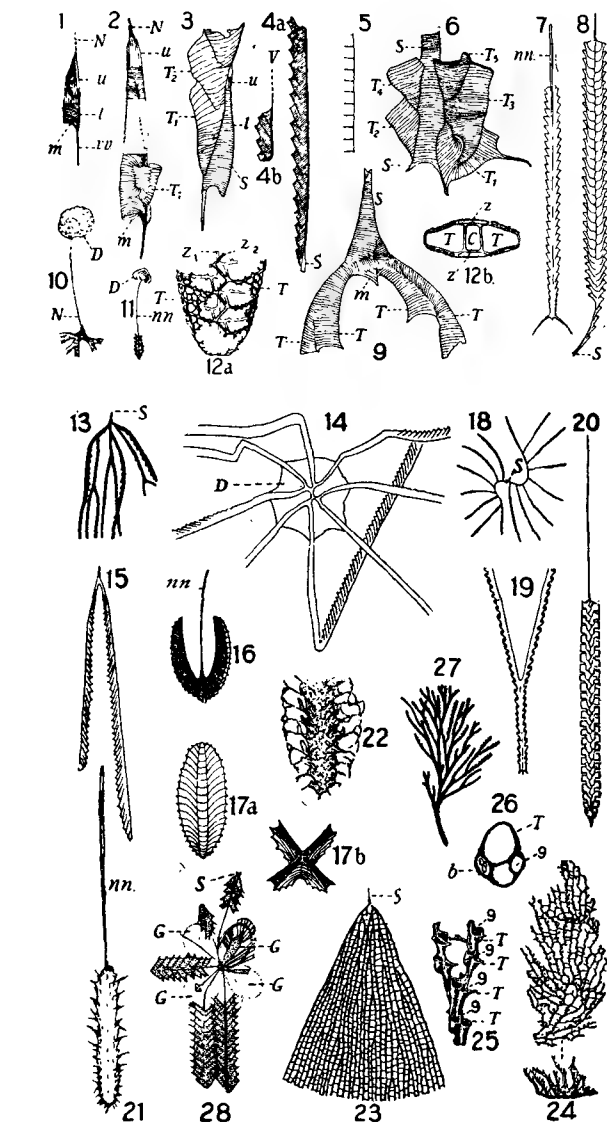 1 2 3 4a 5 6 7 8
N N V S nn.
u u T₂ u T₄ T₅ T₃
l T₁ l T₂
m rv T₁ S 4b S T₁
m
D z z₂ S z
10 D T T T C T
N 11 nn m z' 12b.
12a T T T T 9 S
13 S 14 18 20
D S
15 nn 16 19
22 27
17a 26
T
17b b 9
nn. S S
G G 9 T
G G 9 T
9 T
9 T
25
21 28 23 24